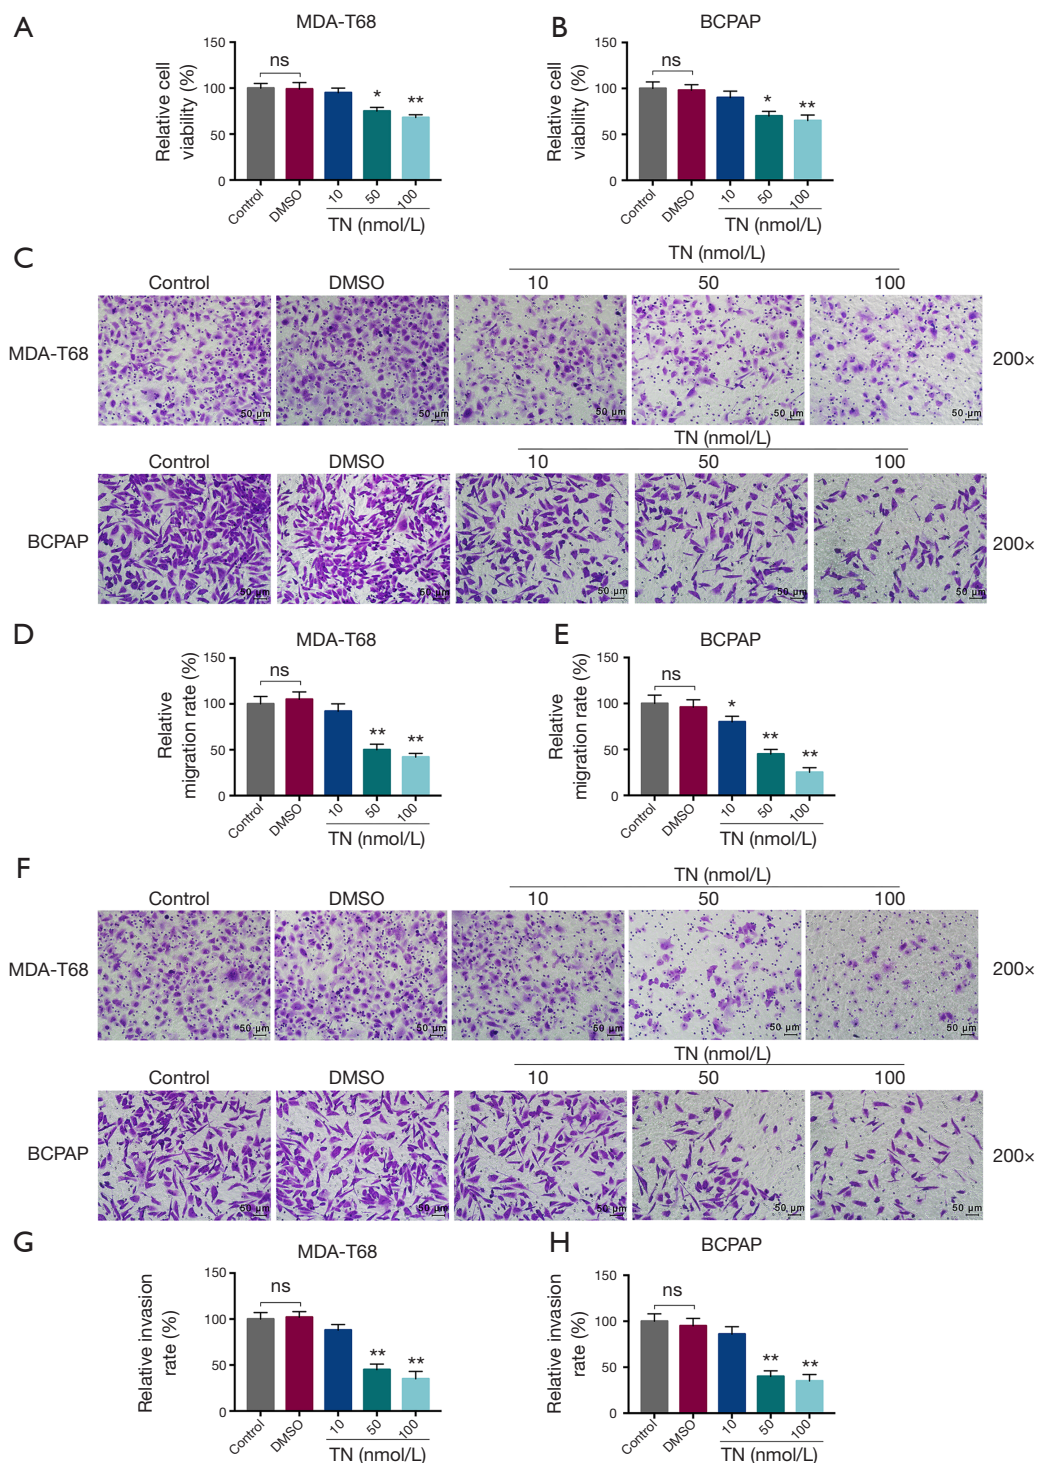 A
MDA-T68
Relative cell
viability (%)
150
100
50
0
ns
*
**
Control
DMSO
10
50
100
TN (nmol/L)
B
BCPAP
Relative cell
viability (%)
150
100
50
0
ns
*
**
Control
DMSO
10
50
100
TN (nmol/L)
C
TN (nmol/L)
Control
DMSO
10
50
100
MDA-T68
50 µm
50 µm
50 µm
50 µm
50 µm
200×
TN (nmol/L)
Control
DMSO
10
50
100
BCPAP
50 µm
50 µm
50 µm
50 µm
50 µm
200×
D
MDA-T68
Relative
migration rate (%)
150
100
50
0
ns
**
**
Control
DMSO
10
50
100
TN (nmol/L)
E
BCPAP
Relative
migration rate (%)
150
100
50
0
ns
*
**
**
Control
DMSO
10
50
100
TN (nmol/L)
F
TN (nmol/L)
Control
DMSO
10
50
100
MDA-T68
50 µm
50 µm
50 µm
50 µm
50 µm
200×
TN (nmol/L)
Control
DMSO
10
50
100
BCPAP
50 µm
50 µm
50 µm
50 µm
50 µm
200×
G
MDA-T68
Relative invasion
rate (%)
150
100
50
0
ns
**
**
Control
DMSO
10
50
100
TN (nmol/L)
H
BCPAP
Relative invasion
rate (%)
150
100
50
0
ns
**
**
Control
DMSO
10
50
100
TN (nmol/L)